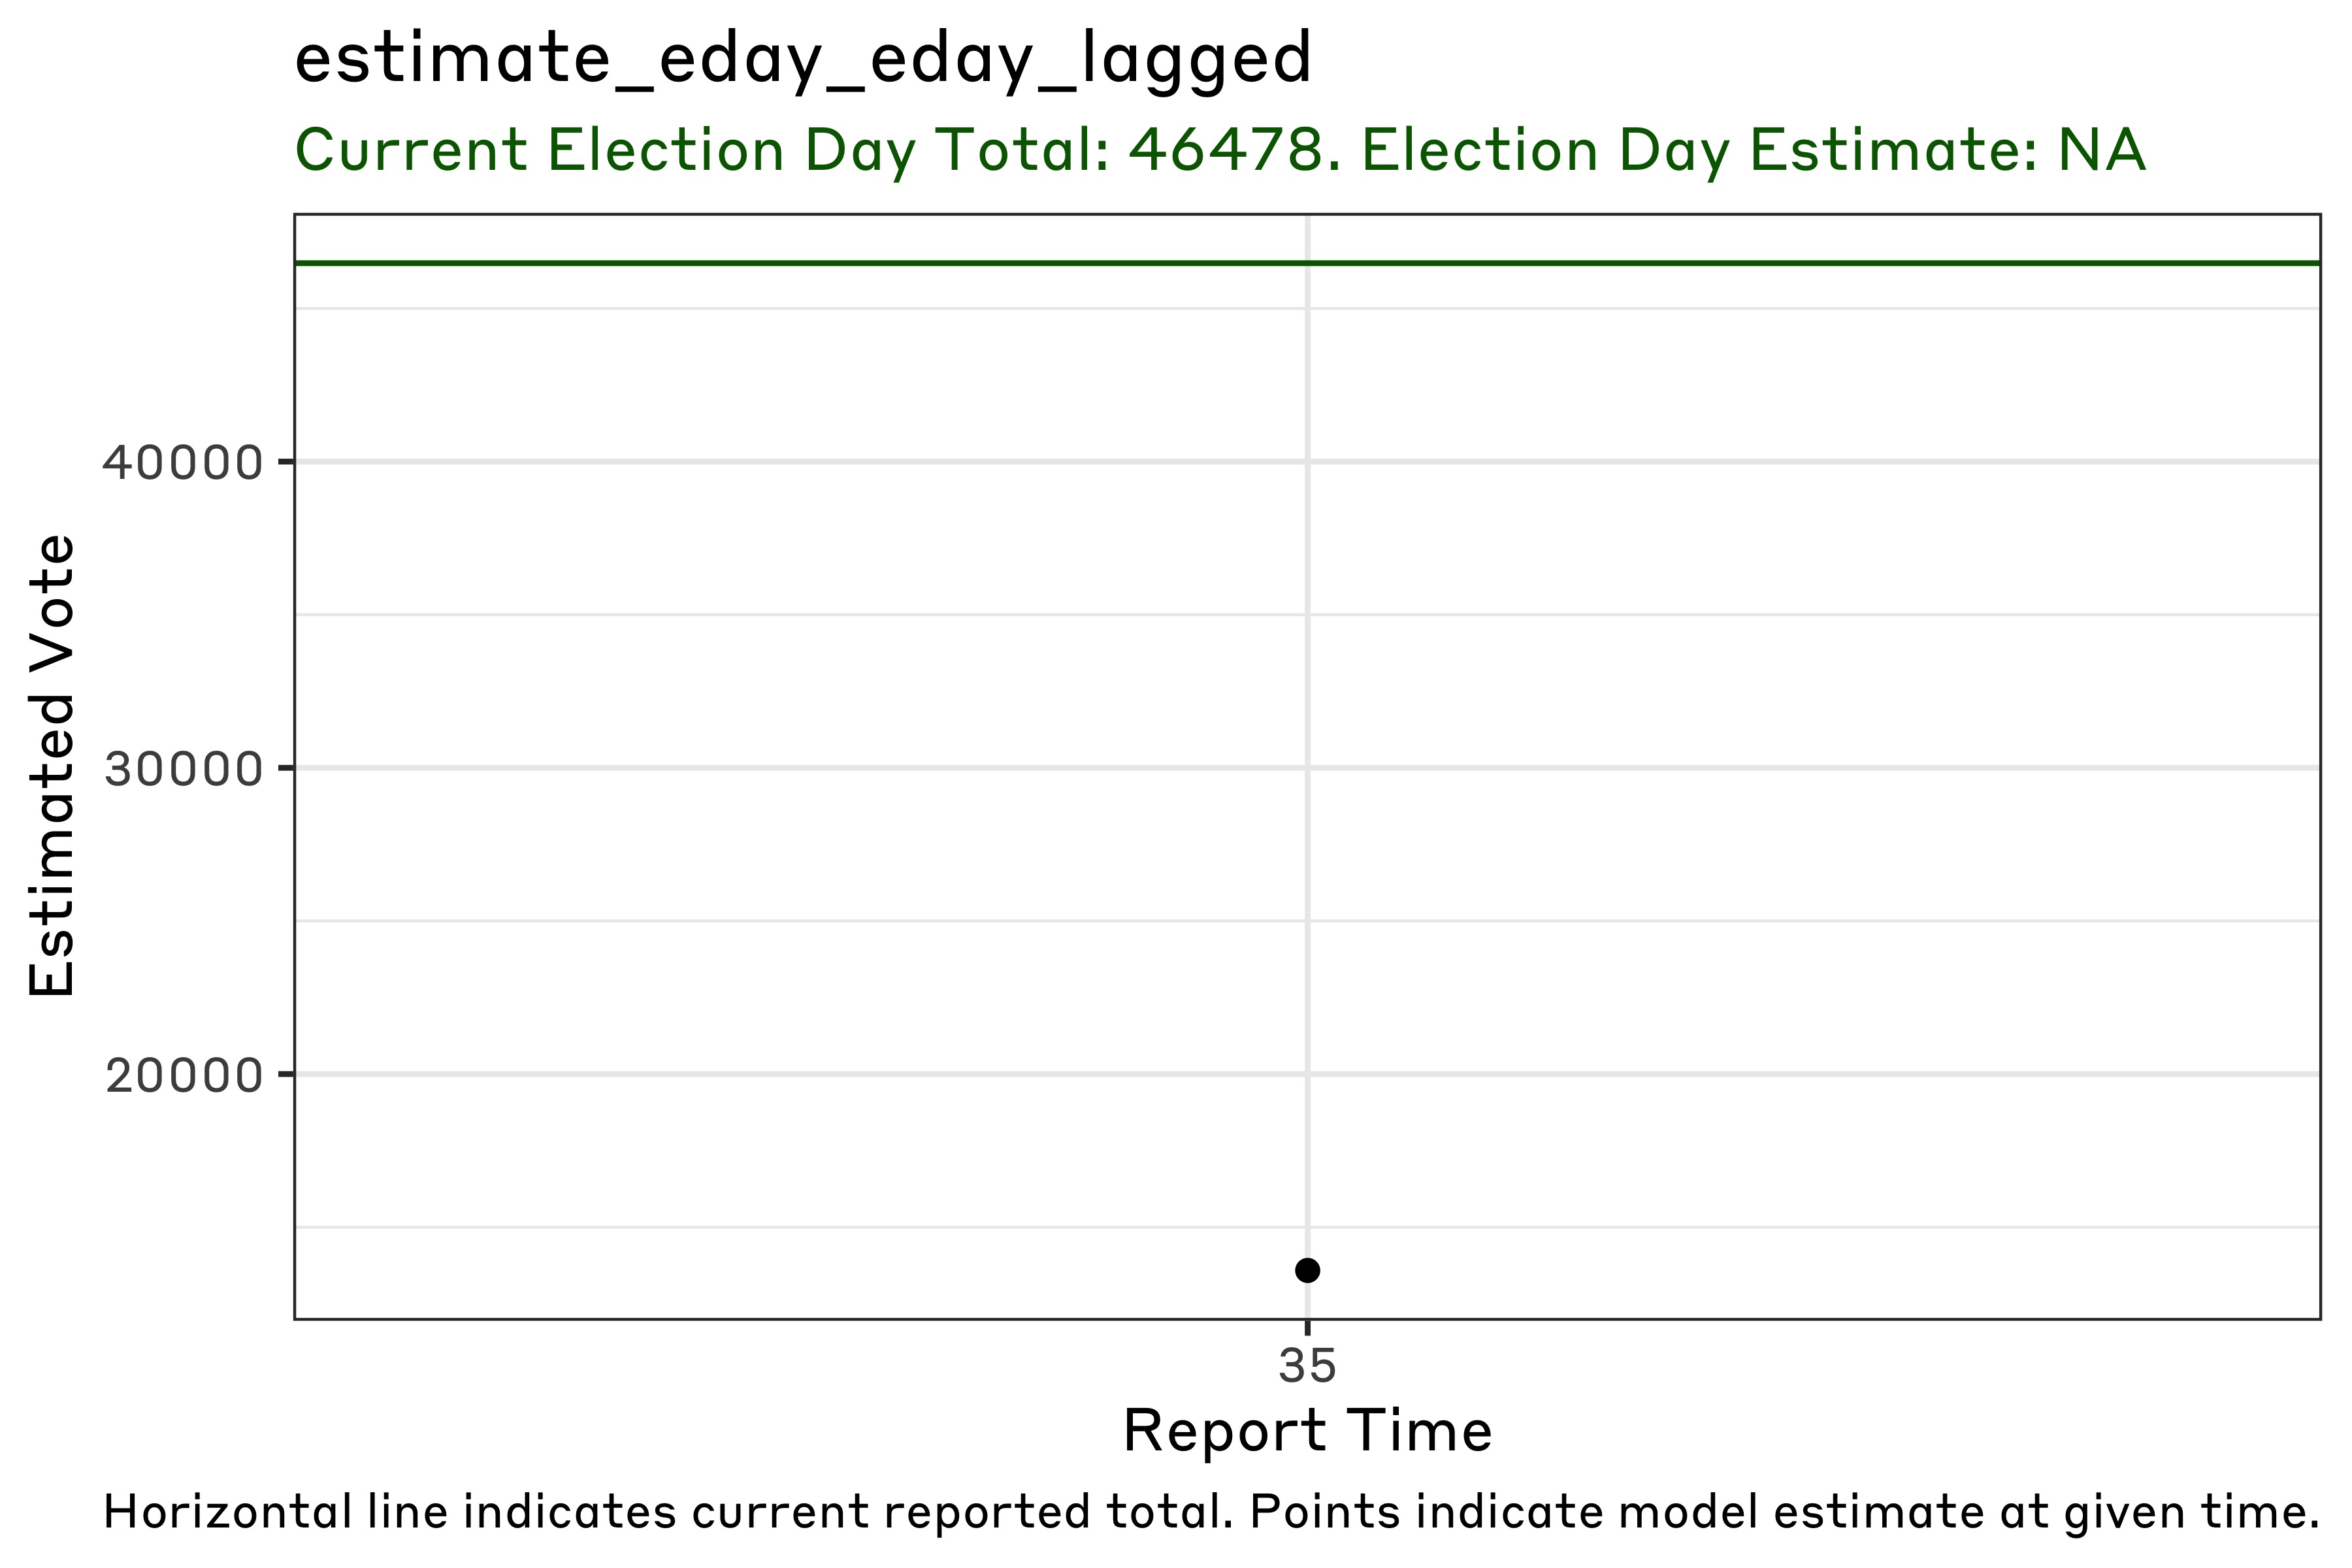 estimate_eday_eday_lagged
Current Election Day Total: 46478. Election Day Estimate: NA
Estimated Vote
40000
30000
20000
35
Report Time
Horizontal line indicates current reported total. Points indicate model estimate at given time.